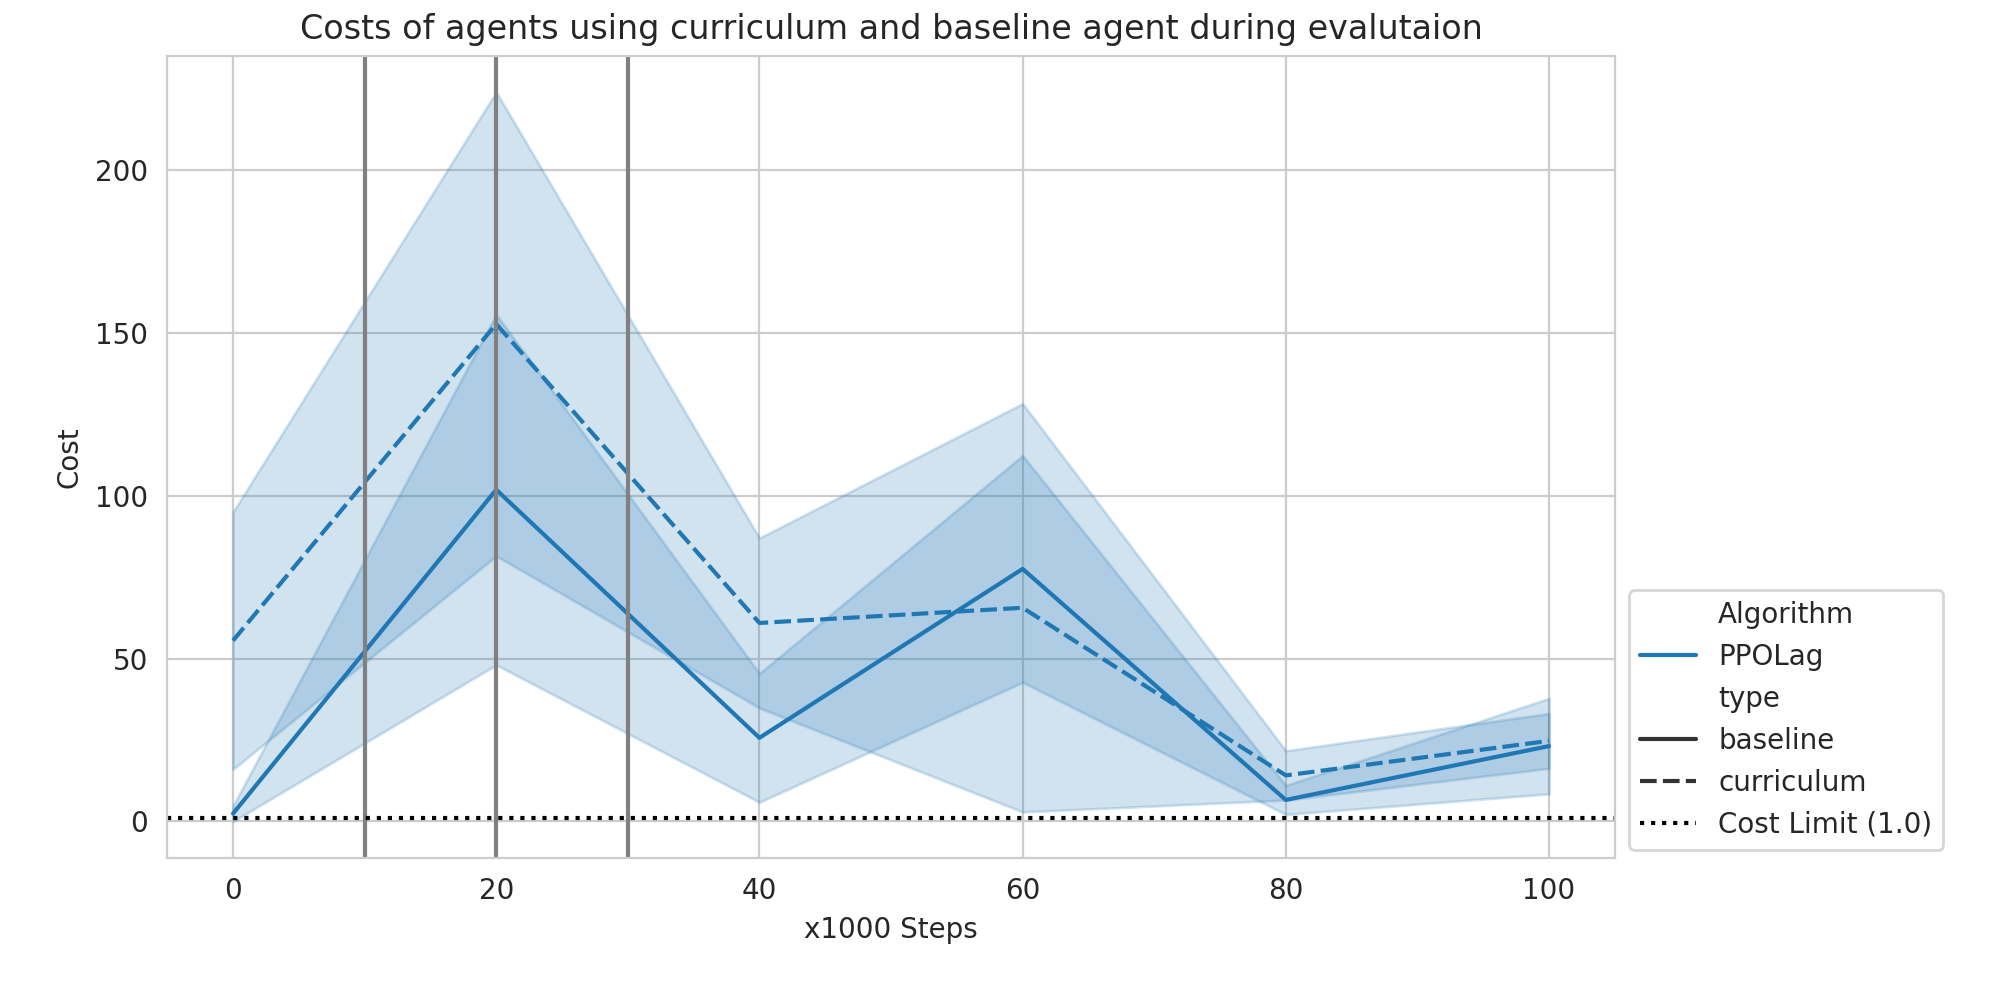 Costs of agents using curriculum and baseline agent during evalutaion
200
150
100
50
0
Cost
0 20 40 60 80 100
x1000 Steps
Algorithm
PPOLag
type
baseline
curriculum
Cost Limit (1.0)